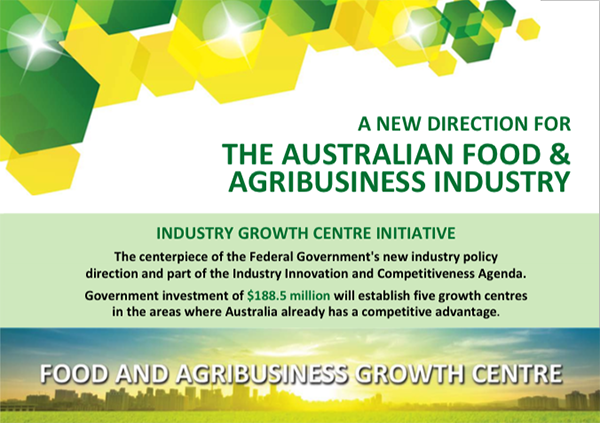 A NEW DIRECTION FOR
THE AUSTRALIAN FOOD &
AGRIBUSINESS INDUSTRY
INDUSTRY GROWTH CENTRE INITIATIVE
The centerpiece of the Federal Government's new industry policy
direction and part of the Industry Innovation and Competitiveness Agenda.
Government investment of $188.5 million will establish five growth centres
in the areas where Australia already has a competitive advantage.
FOOD AND AGRIBUSINESS GROWTH CENTRE